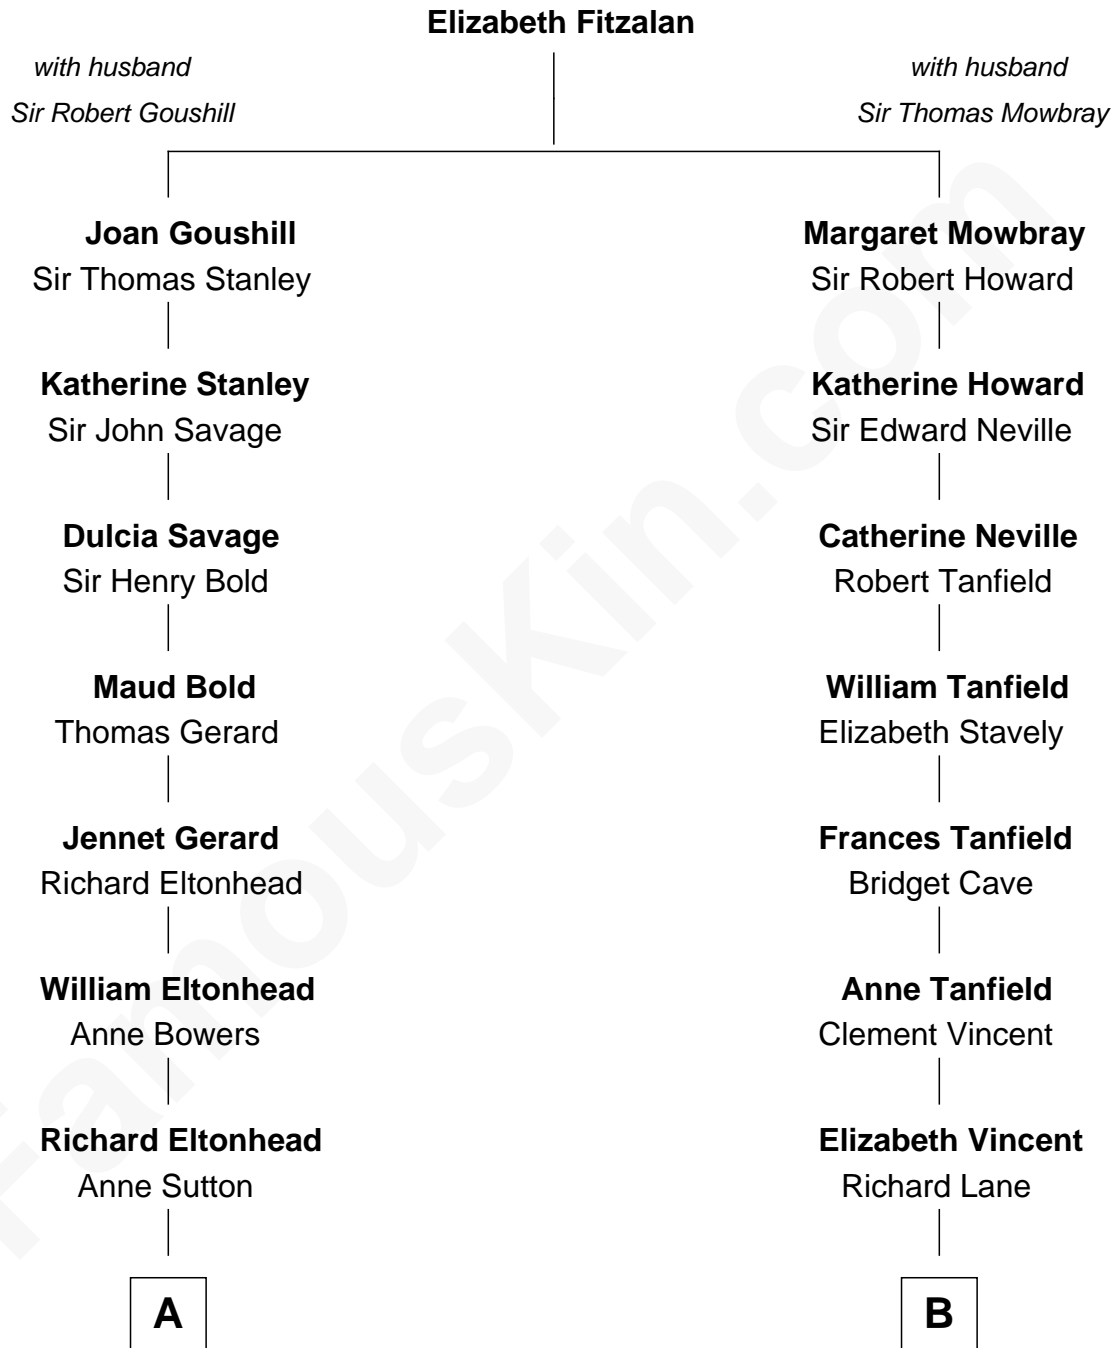 Elizabeth Fitzalan
with husband
Sir Robert Goushill
with husband
Sir Thomas Mowbray
Joan Goushill
Sir Thomas Stanley
Margaret Mowbray
Sir Robert Howard
Katherine Stanley
Sir John Savage
Katherine Howard
Sir Edward Neville
Dulcia Savage
Sir Henry Bold
Catherine Neville
Robert Tanfield
Maud Bold
Thomas Gerard
William Tanfield
Elizabeth Stavely
Jennet Gerard
Richard Eltonhead
Frances Tanfield
Bridget Cave
William Eltonhead
Anne Bowers
Anne Tanfield
Clement Vincent
Richard Eltonhead
Anne Sutton
Elizabeth Vincent
Richard Lane
A
B
FamousKin.com